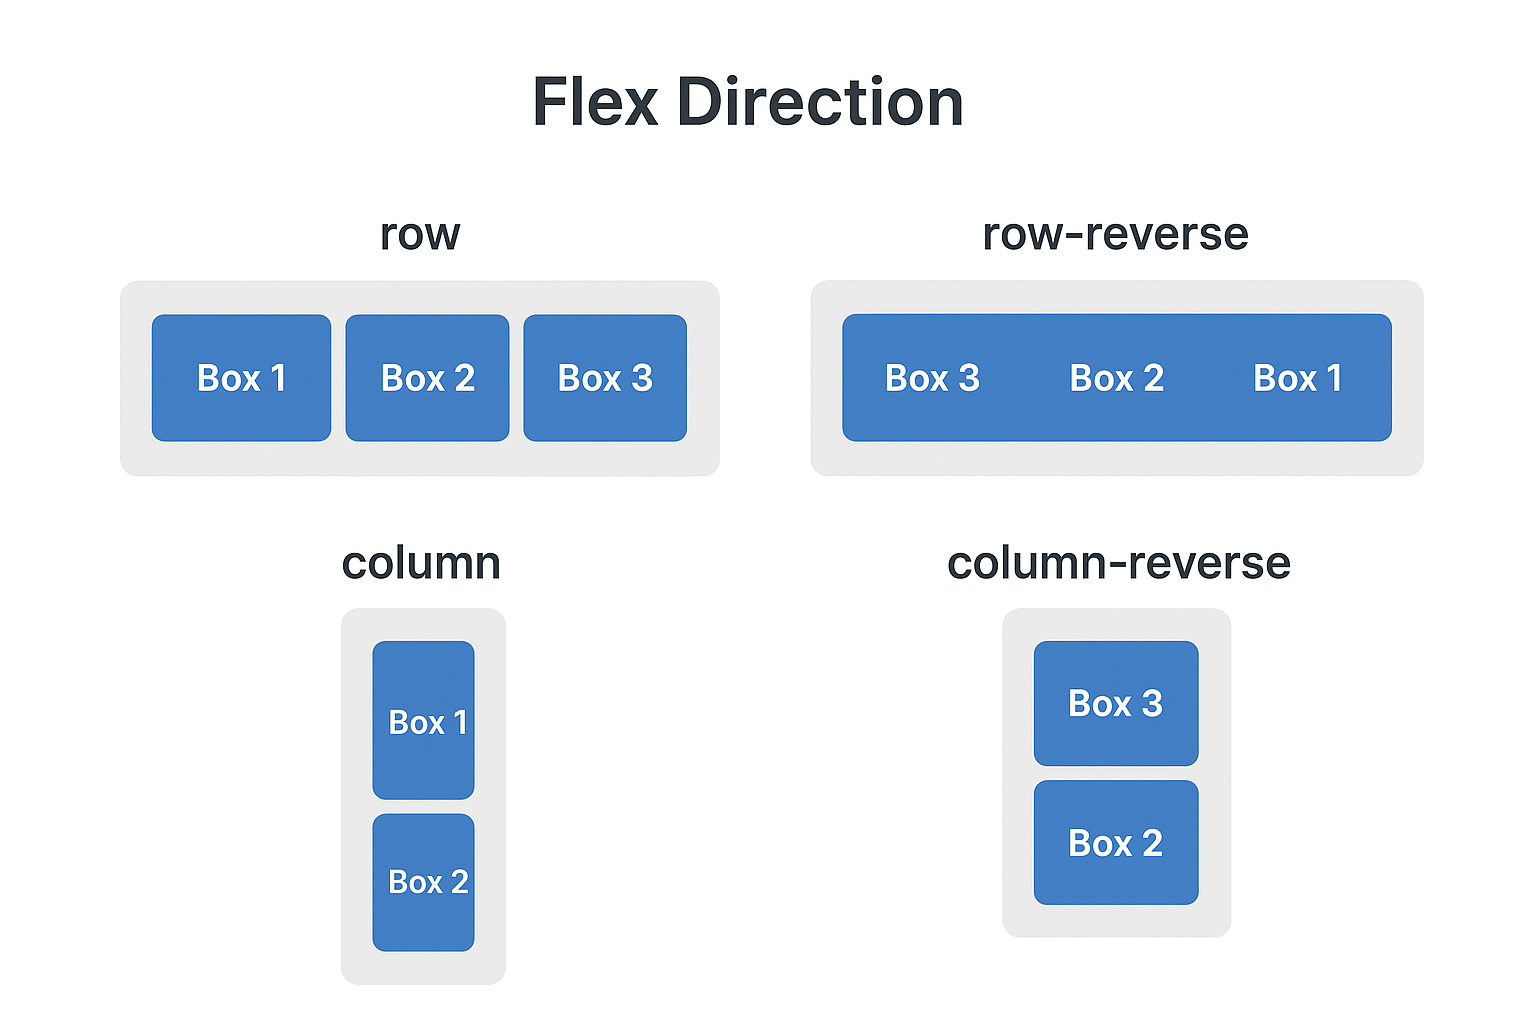 Flex Direction
row
Box 1 Box 2 Box 3
row-reverse
Box 3 Box 2 Box 1
column
Box 1
Box 2
column-reverse
Box 3
Box 2